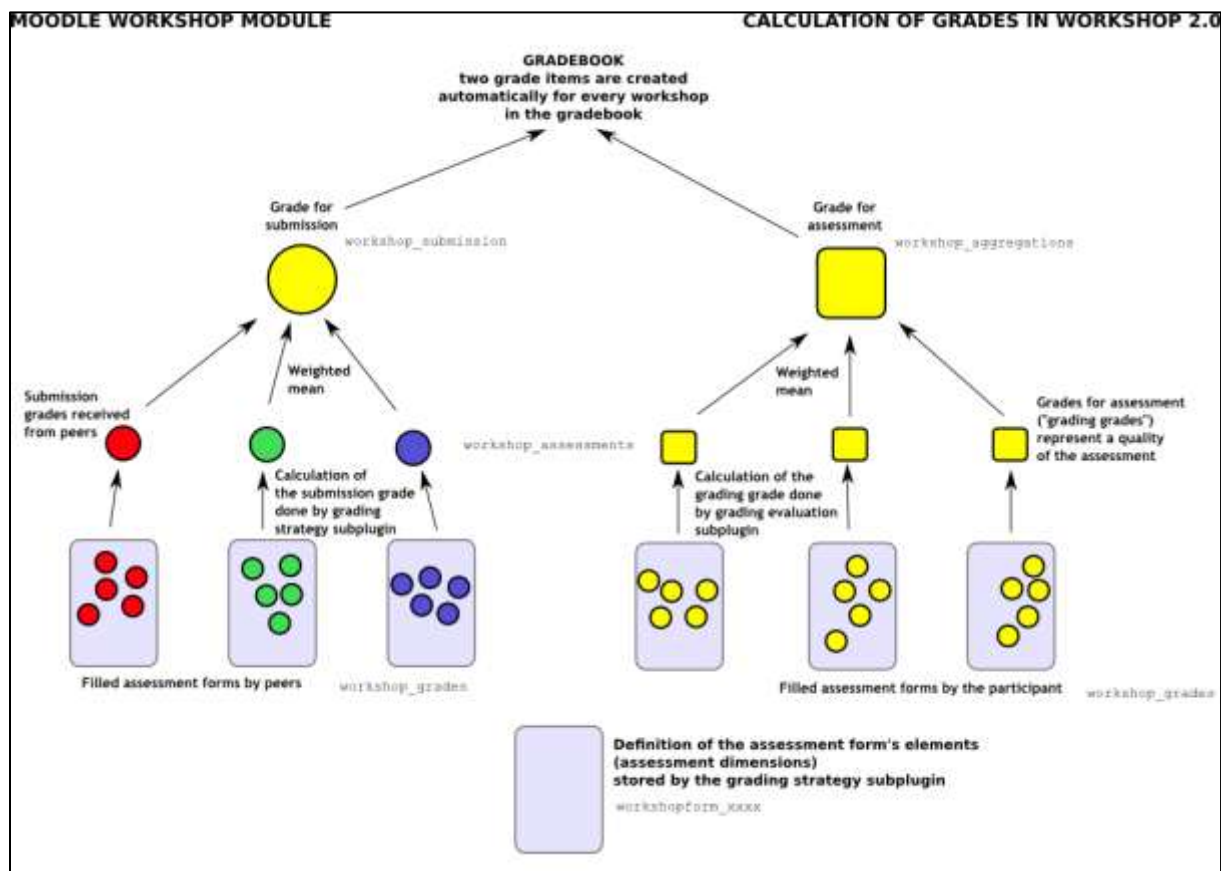 MOODLE WORKSHOP MODULE
CALCULATION OF GRADES IN WORKSHOP 2.0
GRADEBOOK
two grade items are created
automatically for every workshop
in the gradebook
Grade for
submission
workshop_submission
Grade for
assessment
workshop_aggregations
Weighted
mean
Weighted
mean
Submission
grades received
from peers
workshop_assessments
Grades for assessment
("grading grades")
represent a quality
of the assessment
Calculation of
the submission grade
done by grading
strategy subplugin
Calculation of the
grading grade done
by grading evaluation
subplugin
Filled assessment forms by peers
workshop_grades
Filled assessment forms by the participant
workshop_grades
Definition of the assessment form's elements
(assessment dimensions)
stored by the grading strategy subplugin
workshopform_xxxx